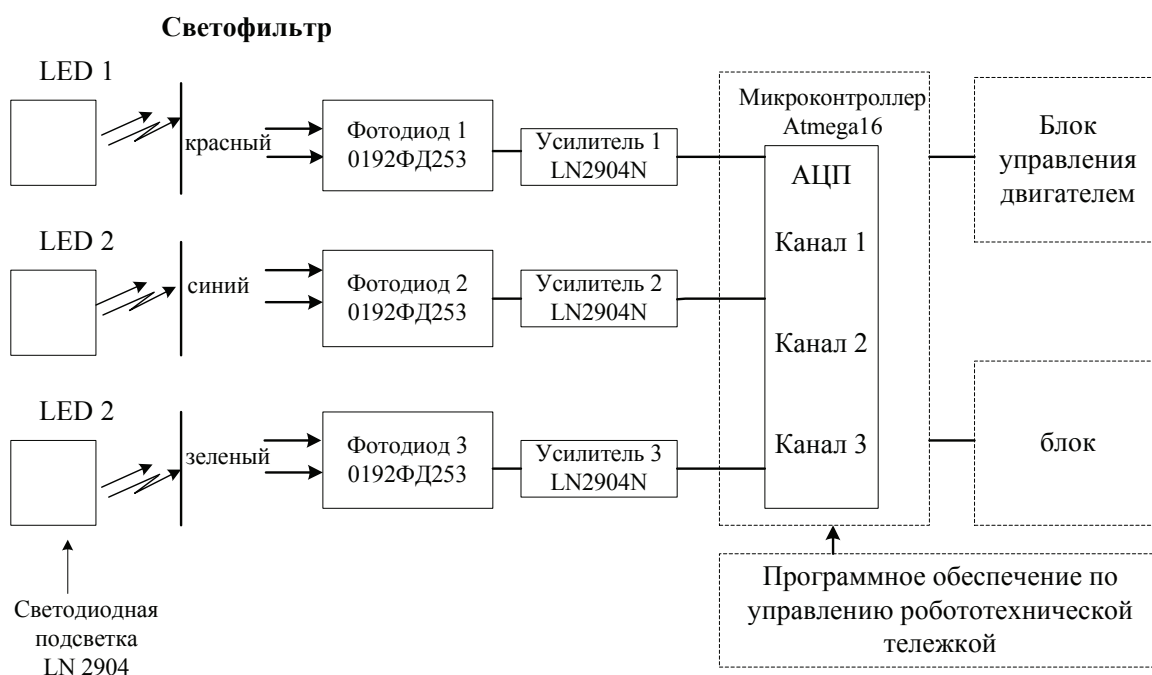 Светофильтр
LED 1
красный
Фотодиод 1
0192ФД253
Усилитель 1
LN2904N
Микроконтроллер
Atmega16
АЦП
Канал 1
Канал 2
Канал 3
Блок
управления
двигателем
LED 2
синий
Фотодиод 2
0192ФД253
Усилитель 2
LN2904N
LED 2
зеленый
Фотодиод 3
0192ФД253
Усилитель 3
LN2904N
блок
Светодиодная
подсветка
LN 2904
Программное обеспечение по
управлению робототехнической
тележкой